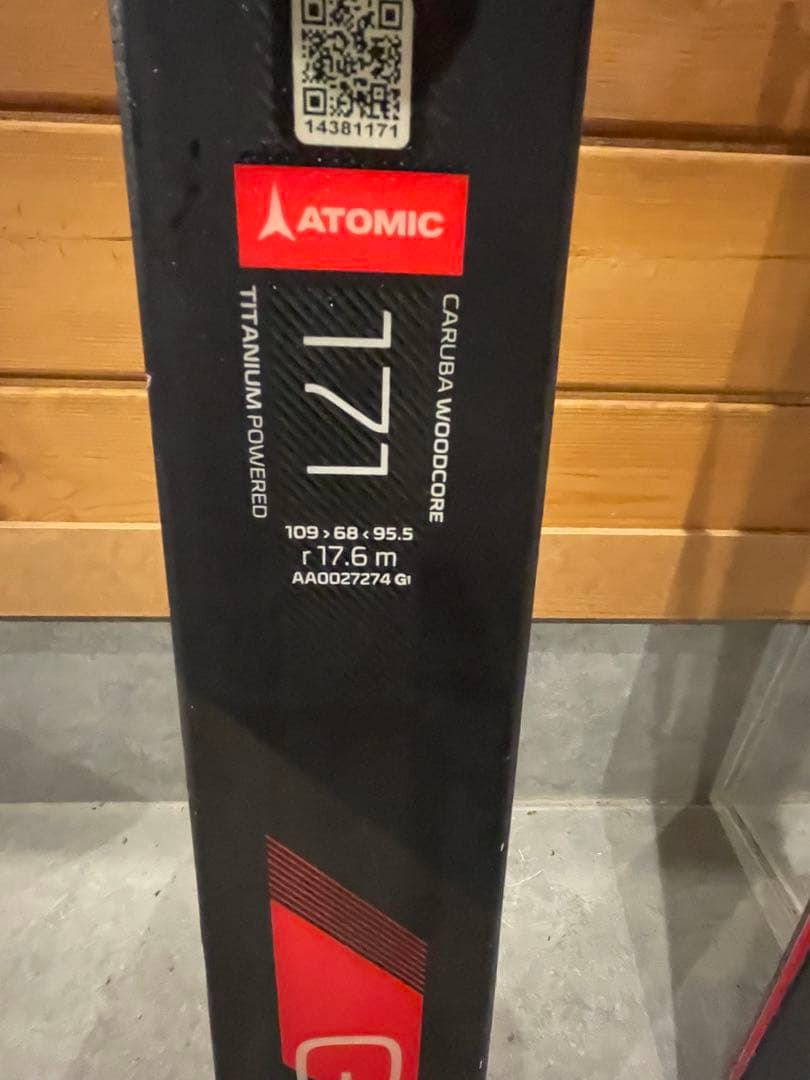 14381171
ATOMIC
TITANIUM POWERED
171
CARUBA WOODCORE
109 › 68 ‹ 95.5
r 17.6 m
AA0027274 G1